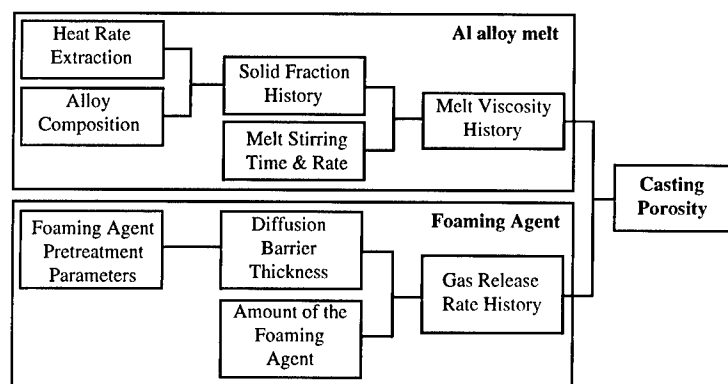 Al alloy melt
Heat Rate
Extraction
Alloy
Composition
Solid Fraction
History
Melt Stirring
Time & Rate
Melt Viscosity
History
Casting
Porosity
Foaming Agent
Foaming Agent
Pretreatment
Parameters
Diffusion
Barrier
Thickness
Amount of the
Foaming
Agent
Gas Release
Rate History